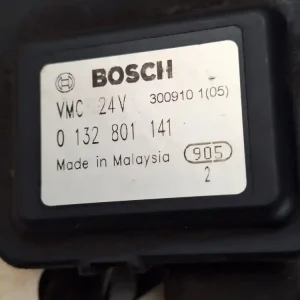 BOSCH
VMC 24V 300910 1(05)
0 132 801 141
Made in Malaysia 905
2